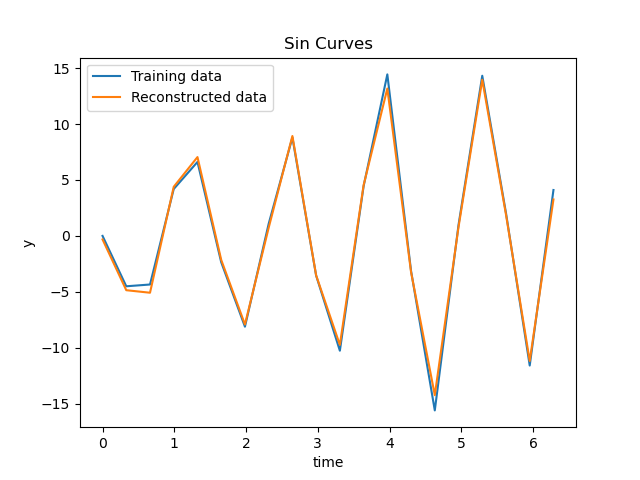 Sin Curves
Training data
Reconstructed data
15
10
5
0
−5
−10
−15
y
0 1 2 3 4 5 6
time